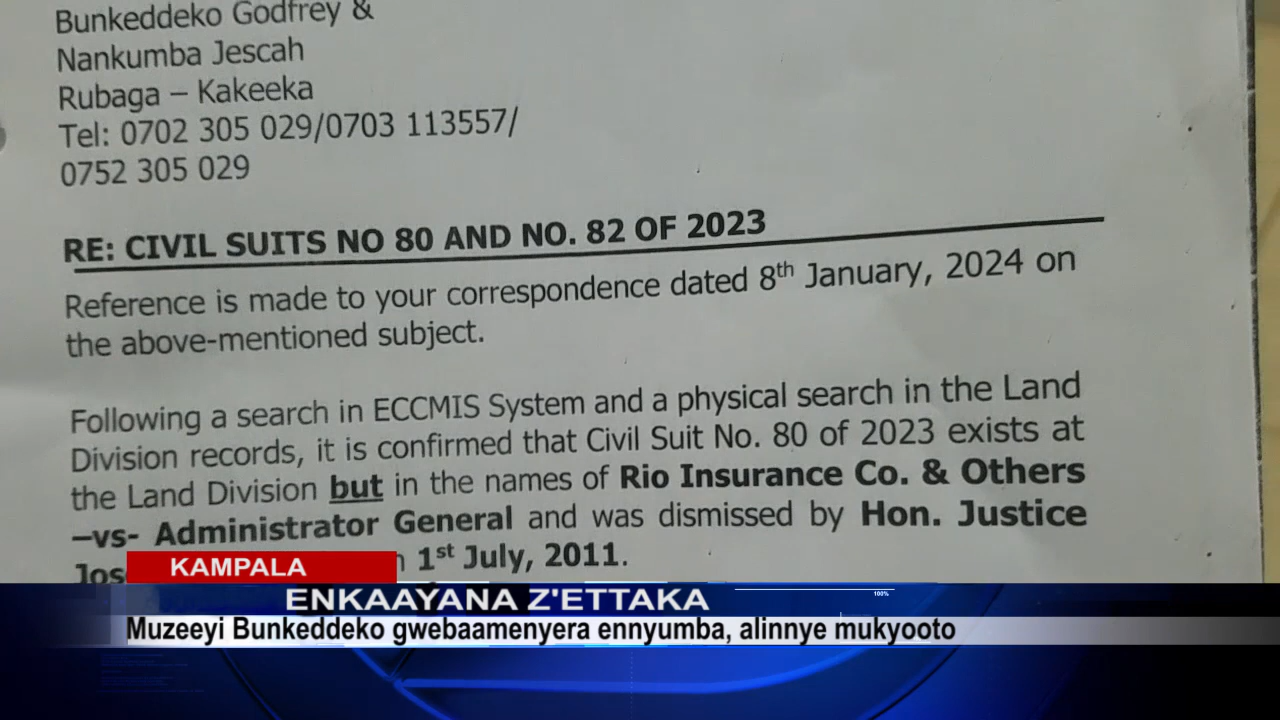 Bunkeddeko Godfrey &
Nankumba Jescah
Rubaga – Kakeeka
Tel: 0702 305 029/0703 113557/
0752 305 029
RE: CIVIL SUITS NO 80 AND NO. 82 OF 2023
Reference is made to your correspondence dated 8th January, 2024 on
the above-mentioned subject.
Following a search in ECCMIS System and a physical search in the Land
Division records, it is confirmed that Civil Suit No. 80 of 2023 exists at
the Land Division but in the names of Rio Insurance Co. & Others
–vs- Administrator General and was dismissed by Hon. Justice
1st July, 2011.
KAMPALA
ENKAAYANA Z'ETTAKA
100%
Muzeeyi Bunkeddeko gwebaamenyera ennyumba, alinnye mukyooto